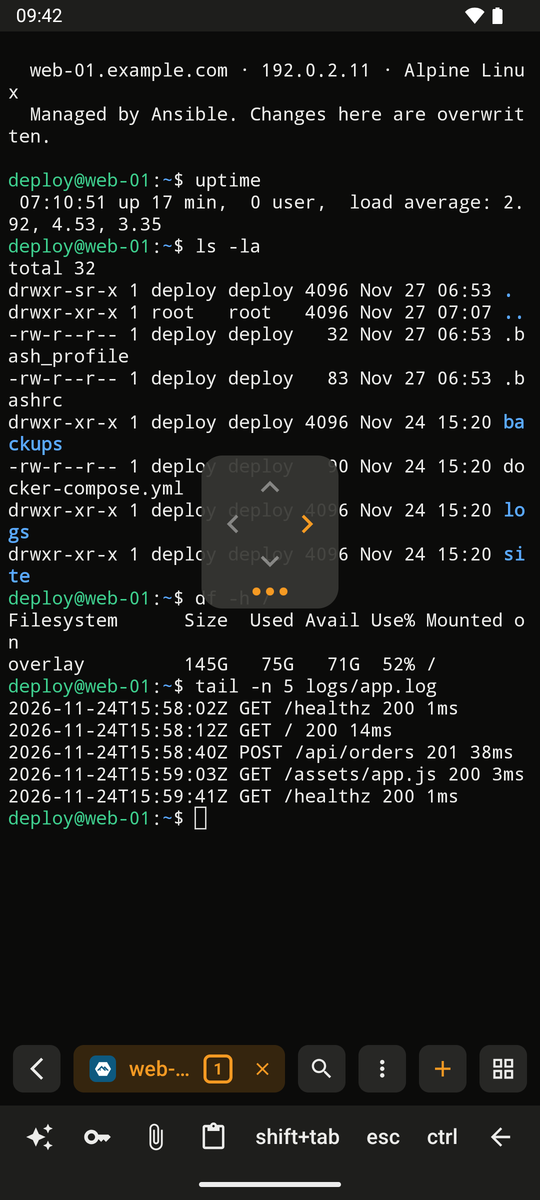 09:42
web-01.example.com · 192.0.2.11 · Alpine Linu
x
Managed by Ansible. Changes here are overwrit
ten.
deploy@web-01:~$ uptime
07:10:51 up 17 min,  0 user,  load average: 2.
92, 4.53, 3.35
deploy@web-01:~$ ls -la
total 32
drwxr-sr-x 1 deploy deploy 4096 Nov 27 06:53 .
drwxr-xr-x 1 root   root   4096 Nov 27 07:07 ..
-rw-r--r-- 1 deploy deploy   32 Nov 27 06:53 .b
ash_profile
-rw-r--r-- 1 deploy deploy   83 Nov 27 06:53 .b
ashrc
drwxr-xr-x 1 deploy deploy 4096 Nov 24 15:20 ba
ckups
-rw-r--r-- 1 deploy deploy   90 Nov 24 15:20 do
cker-compose.yml
drwxr-xr-x 1 deploy deploy 4096 Nov 24 15:20 lo
gs
drwxr-xr-x 1 deploy deploy 4096 Nov 24 15:20 si
te
deploy@web-01:~$ df -h /
Filesystem      Size  Used Avail Use% Mounted o
n
overlay         145G   75G   71G  52% /
deploy@web-01:~$ tail -n 5 logs/app.log
2026-11-24T15:58:02Z GET /healthz 200 1ms
2026-11-24T15:58:12Z GET / 200 14ms
2026-11-24T15:58:40Z POST /api/orders 201 38ms
2026-11-24T15:59:03Z GET /assets/app.js 200 3ms
2026-11-24T15:59:41Z GET /healthz 200 1ms
deploy@web-01:~$
web-... 1
shift+tab esc ctrl